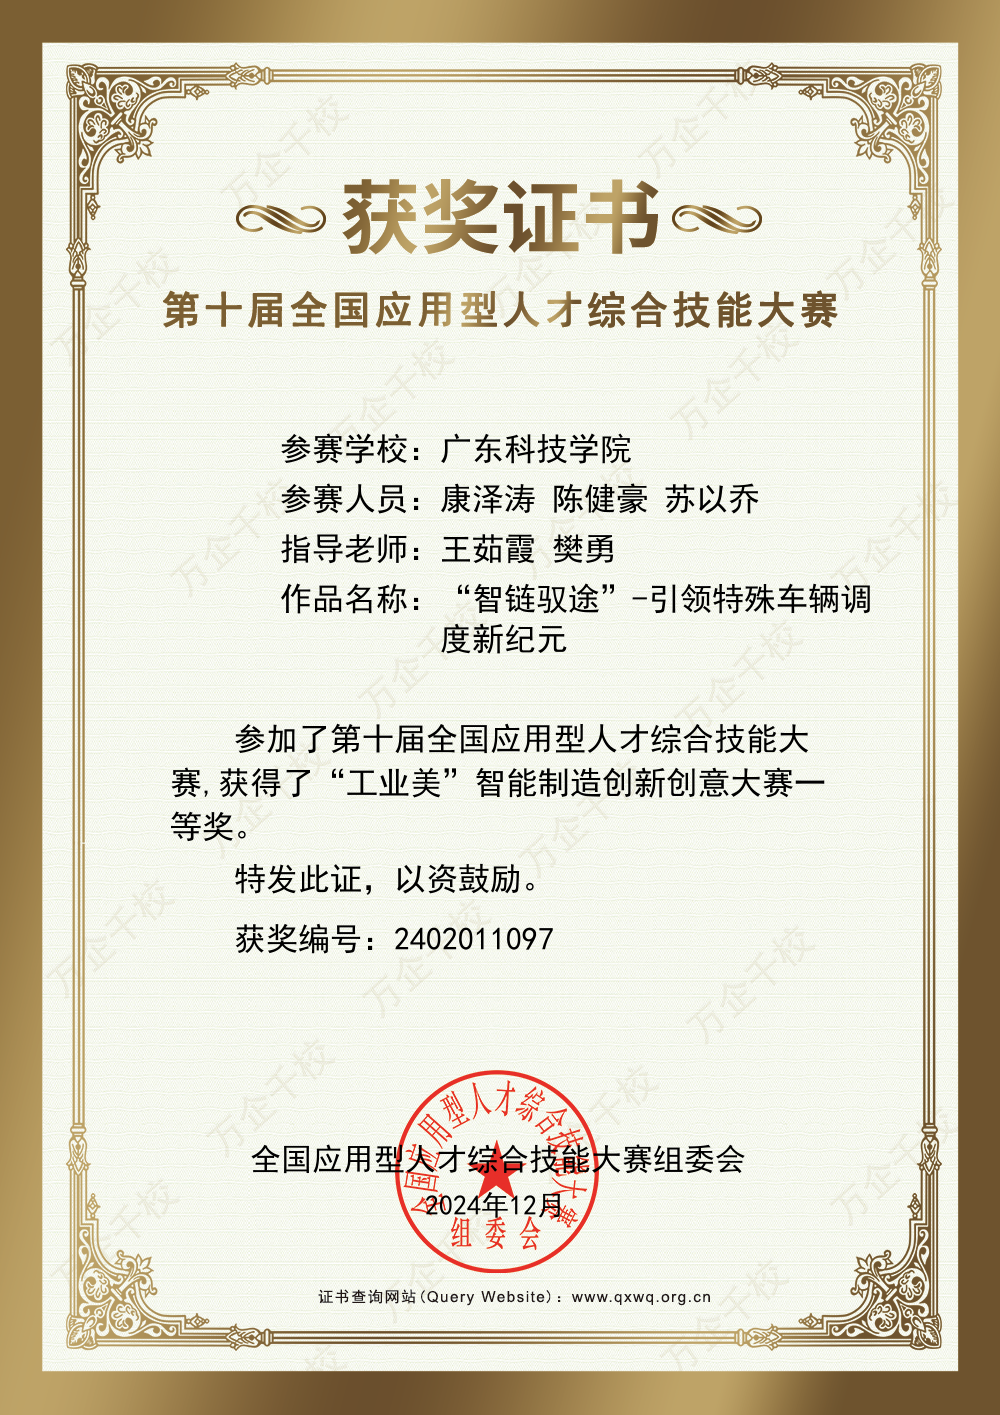 获奖证书
第十届全国应用型人才综合技能大赛
参赛学校：广东科技学院
参赛人员：康泽涛 陈健豪 苏以乔
指导老师：王茹霞 樊勇
作品名称：“智链驭途”-引领特殊车辆调
度新纪元
参加了第十届全国应用型人才综合技能大
赛,获得了“工业美”智能制造创新创意大赛一
等奖。
特发此证，以资鼓励。
获奖编号：2402011097
全国应用型人才综合技能大赛
组委会
全国应用型人才综合技能大赛组委会
2024年12月
证书查询网站(Query Website)：www.qxwq.org.cn
万企千校